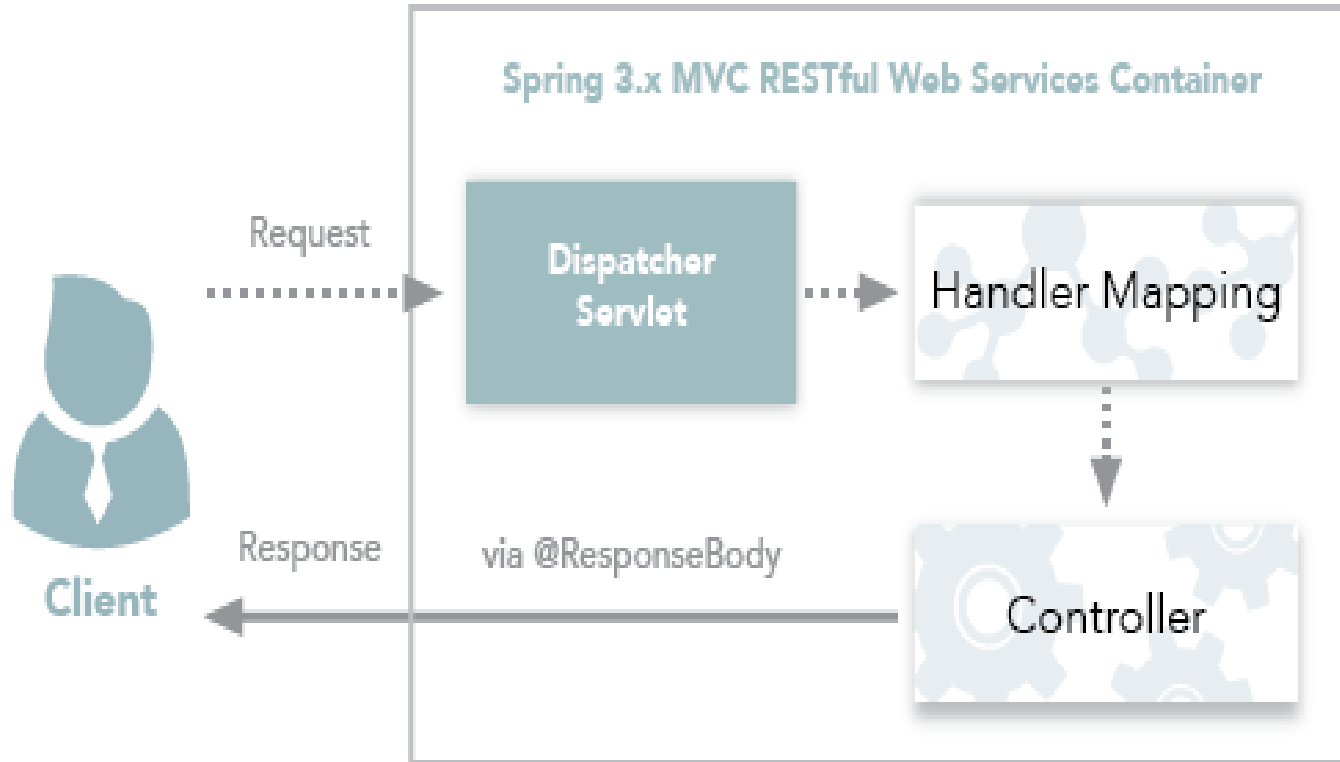 Spring 3.x MVC RESTful Web Services Container
Request
Dispatcher
Servlet
Handler Mapping
Response
via @ResponseBody
Client
Controller